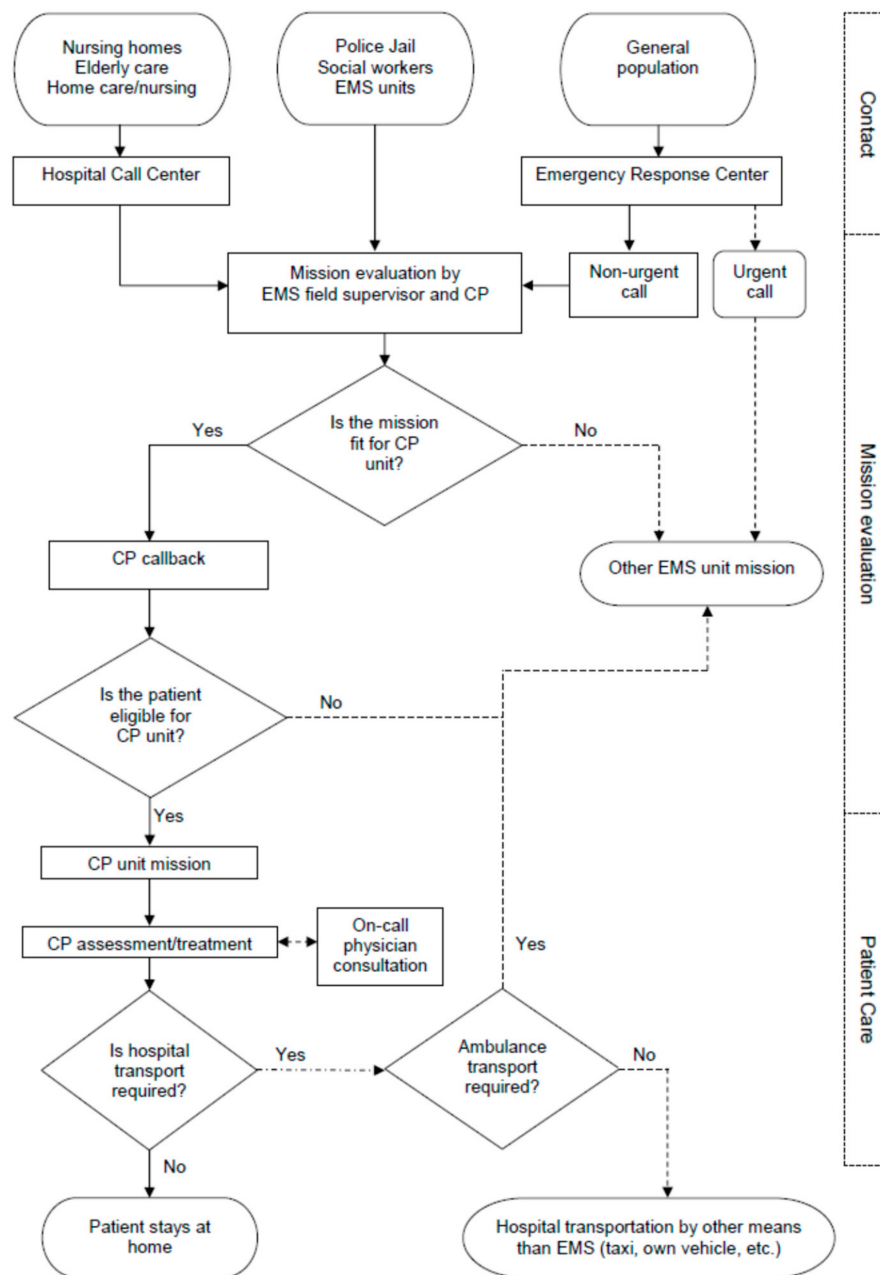 Nursing homes
Elderly care
Home care/nursing
Police Jail
Social workers
EMS units
General
population
Contact
Hospital Call Center
Emergency Response Center
Mission evaluation by
EMS field supervisor and CP
Non-urgent
call
Urgent
call
Mission evaluation
Is the mission
fit for CP
unit?
Yes
No
CP callback
Other EMS unit mission
Is the patient
eligible for
CP unit?
No
Yes
CP unit mission
CP assessment/treatment
On-call
physician
consultation
Patient Care
Yes
Is hospital
transport
required?
Yes
Ambulance
transport
required?
No
No
Patient stays at
home
Hospital transportation by other means
than EMS (taxi, own vehicle, etc.)